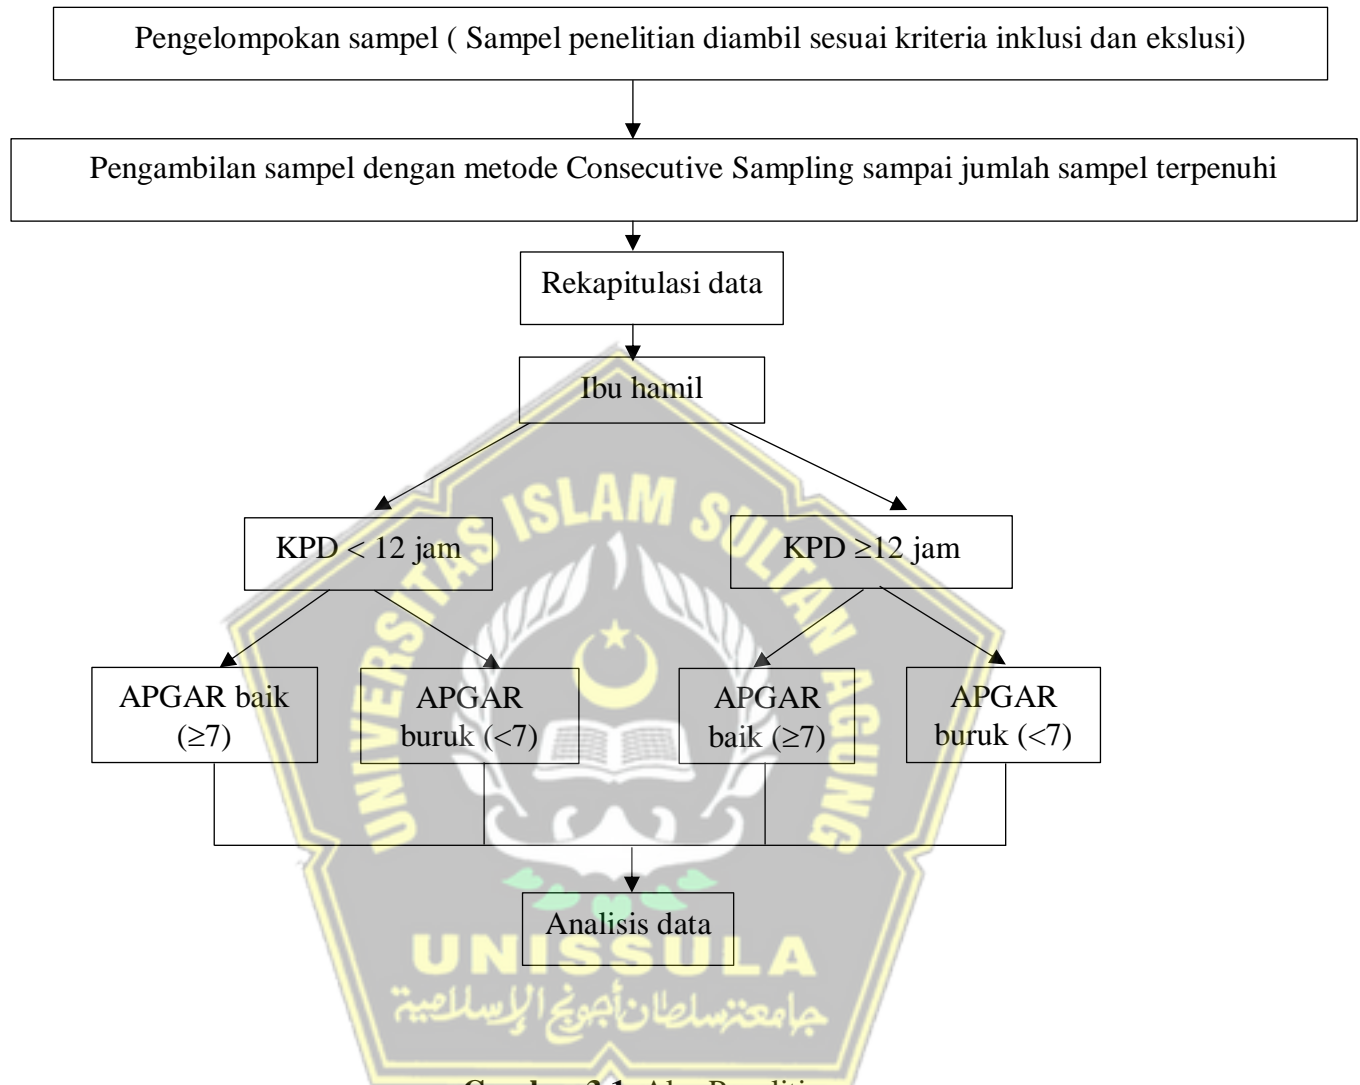 Pengelompokan sampel ( Sampel penelitian diambil sesuai kriteria inklusi dan ekslusi)
Pengambilan sampel dengan metode Consecutive Sampling sampai jumlah sampel terpenuhi
Rekapitulasi data
Ibu hamil
KPD < 12 jam
KPD ≥12 jam
APGAR baik
(≥7)
APGAR
buruk (<7)
APGAR
baik (≥7)
APGAR
buruk (<7)
Analisis data
UNIVERSITAS ISLAM SULTAN AGUNG
UNISSULA
جامعة سلطان أجونج الإسلامية
3.1